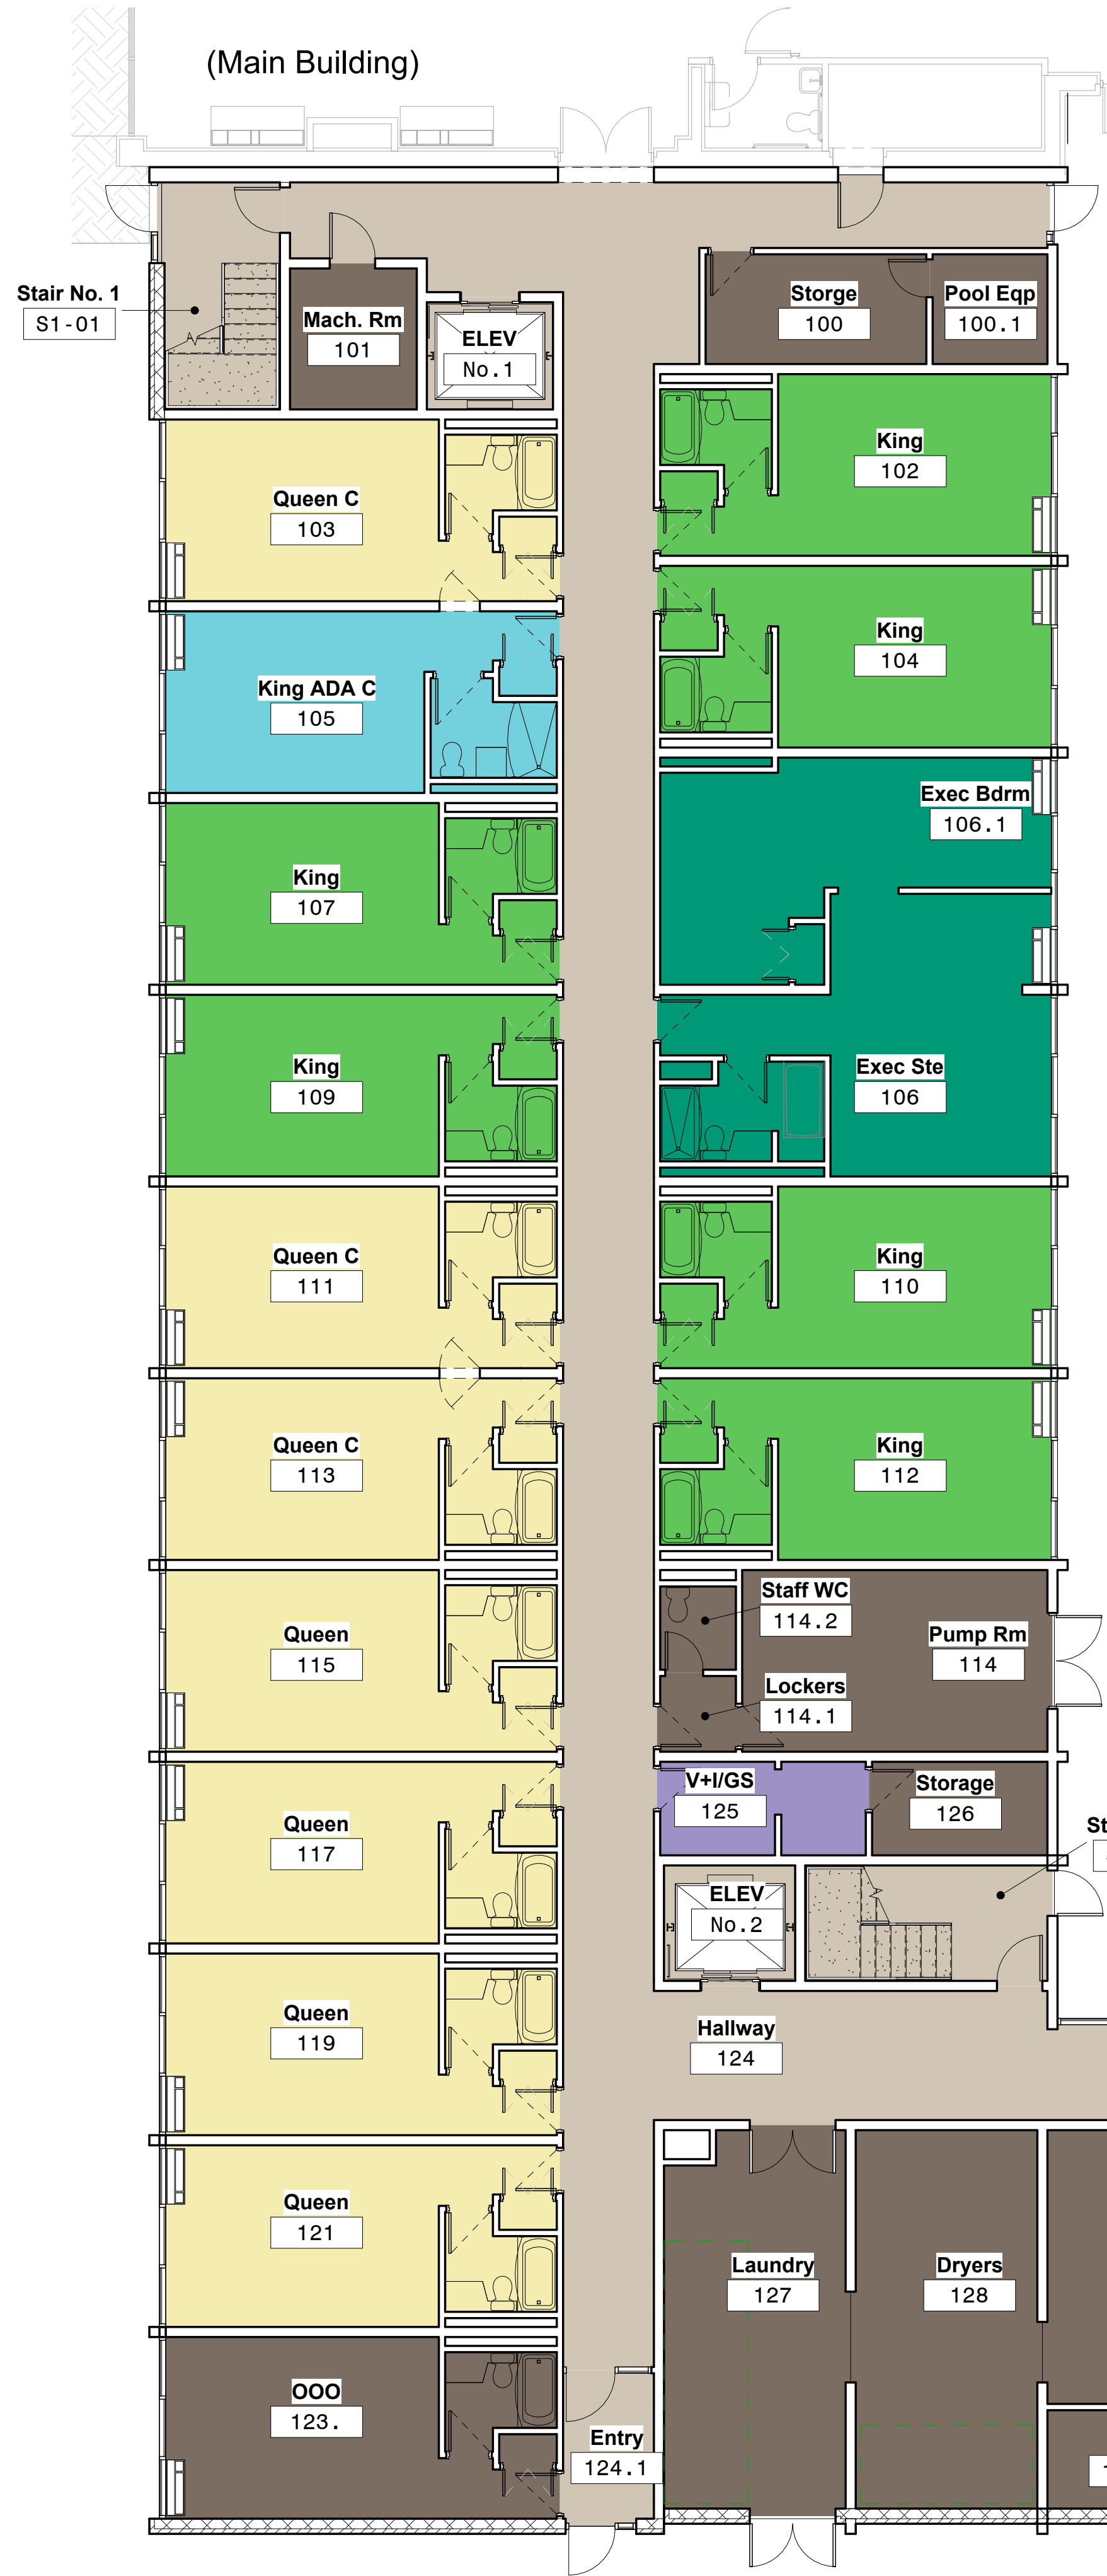 (Main Building)
Stair No. 1
S1-01
Mach. Rm
101
ELEV
No.1
Storge
100
Pool Eqp
100.1
King
102
Queen C
103
King
104
King ADA C
105
Exec Bdrm
106.1
King
107
King
109
Exec Ste
106
Queen C
111
King
110
Queen C
113
King
112
Queen
115
Staff WC
114.2
Pump Rm
114
Lockers
114.1
Queen
117
V+I/GS
125
Storage
126
St
ELEV
No.2
Queen
119
Hallway
124
Queen
121
Laundry
127
Dryers
128
OOO
123.
Entry
124.1